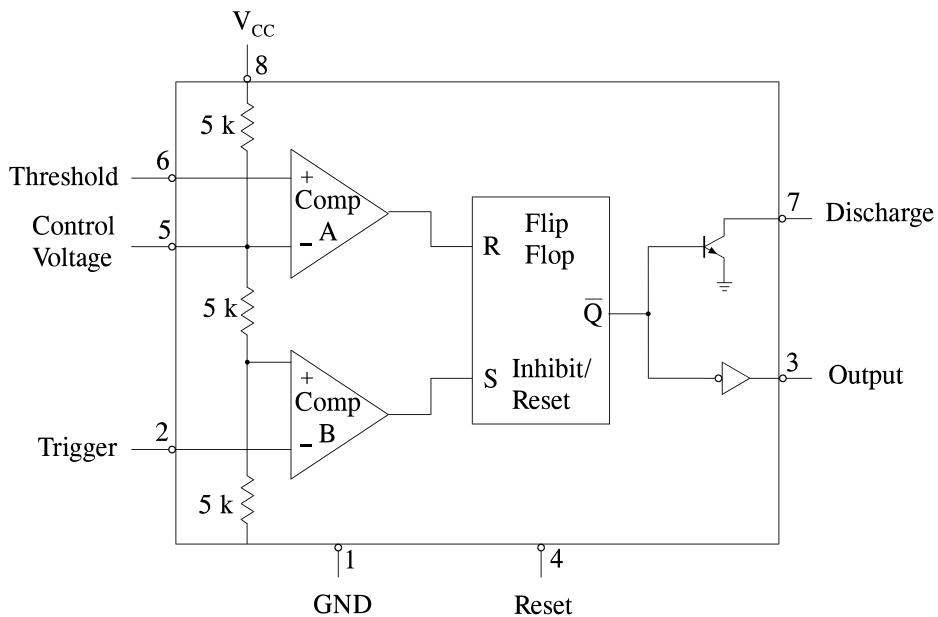 V_CC
8
5 k
6
Threshold
+
Comp
A
−
Control
Voltage
5
5 k
+
Comp
B
−
Trigger
2
5 k
Flip
Flop
R
Q̅
S
Inhibit/
Reset
7
Discharge
3
Output
1
GND
4
Reset